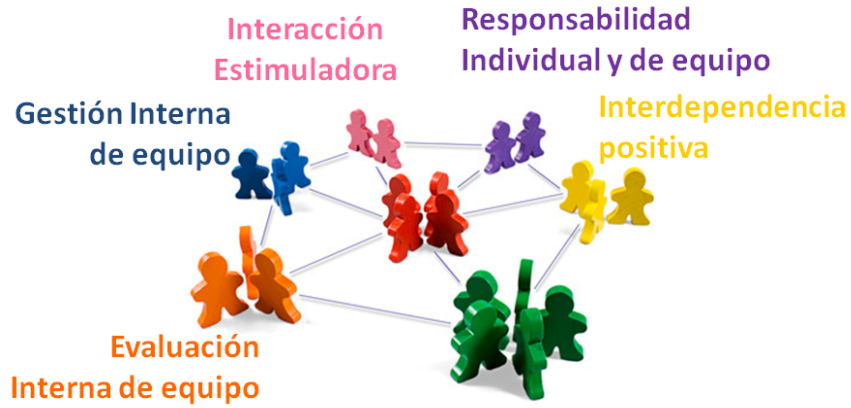 Interacción
Estimuladora
Responsabilidad
Individual y de equipo
Gestión Interna
de equipo
Interdependencia
positiva
Evaluación
Interna de equipo